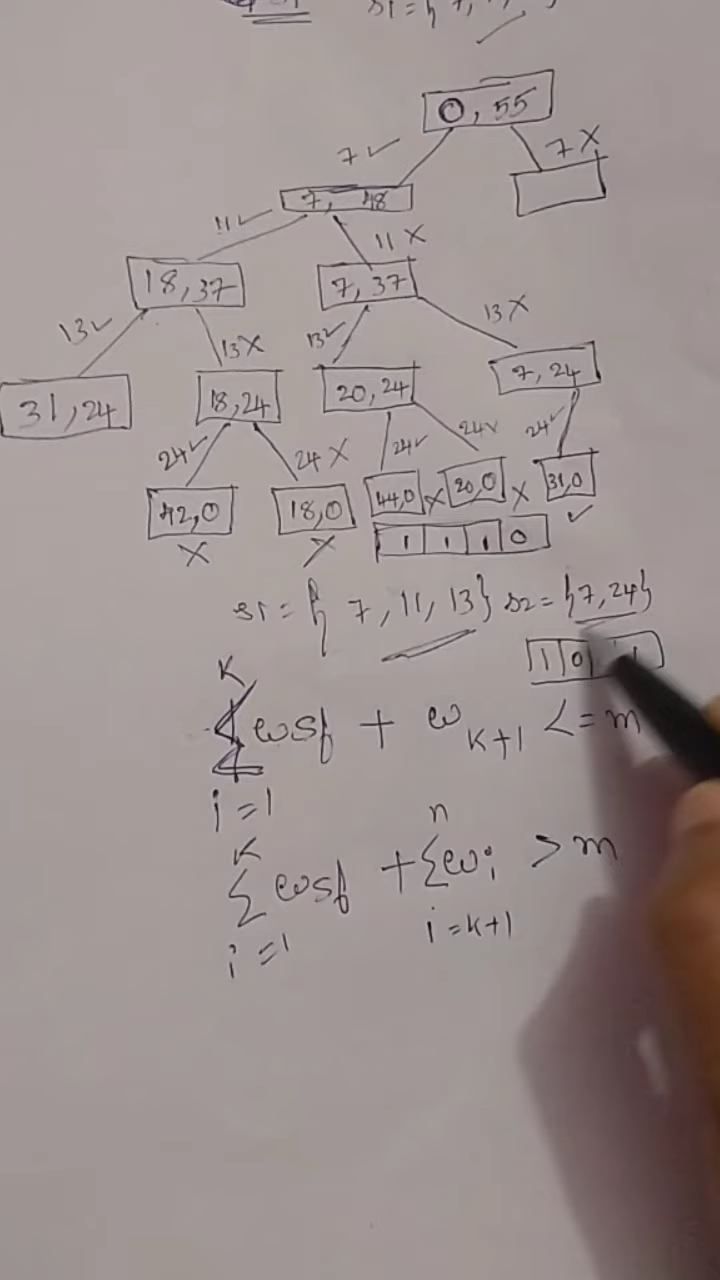 S1 = { 7,
0, 55
7 ✓ 7 X
7, 48
11 ✓ 11 X
18, 37 7, 37
13 ✓ 13 X 13 ✓ 13 X
31, 24 18, 24 20, 24 7, 24
24 ✓ 24 X 24 ✓ 24 X 24 ✓
42, 0 18, 0 44, 0 X 20, 0 X 31, 0
X X ✓
1 1 1 0
S1 = { 7, 11, 13 } S2 = { 7, 24 }
1 0 1
K
Σ wsf + w K+1 <= m
i = 1
K n
Σ wsf + Σ wi > m
i = 1 i = K+1